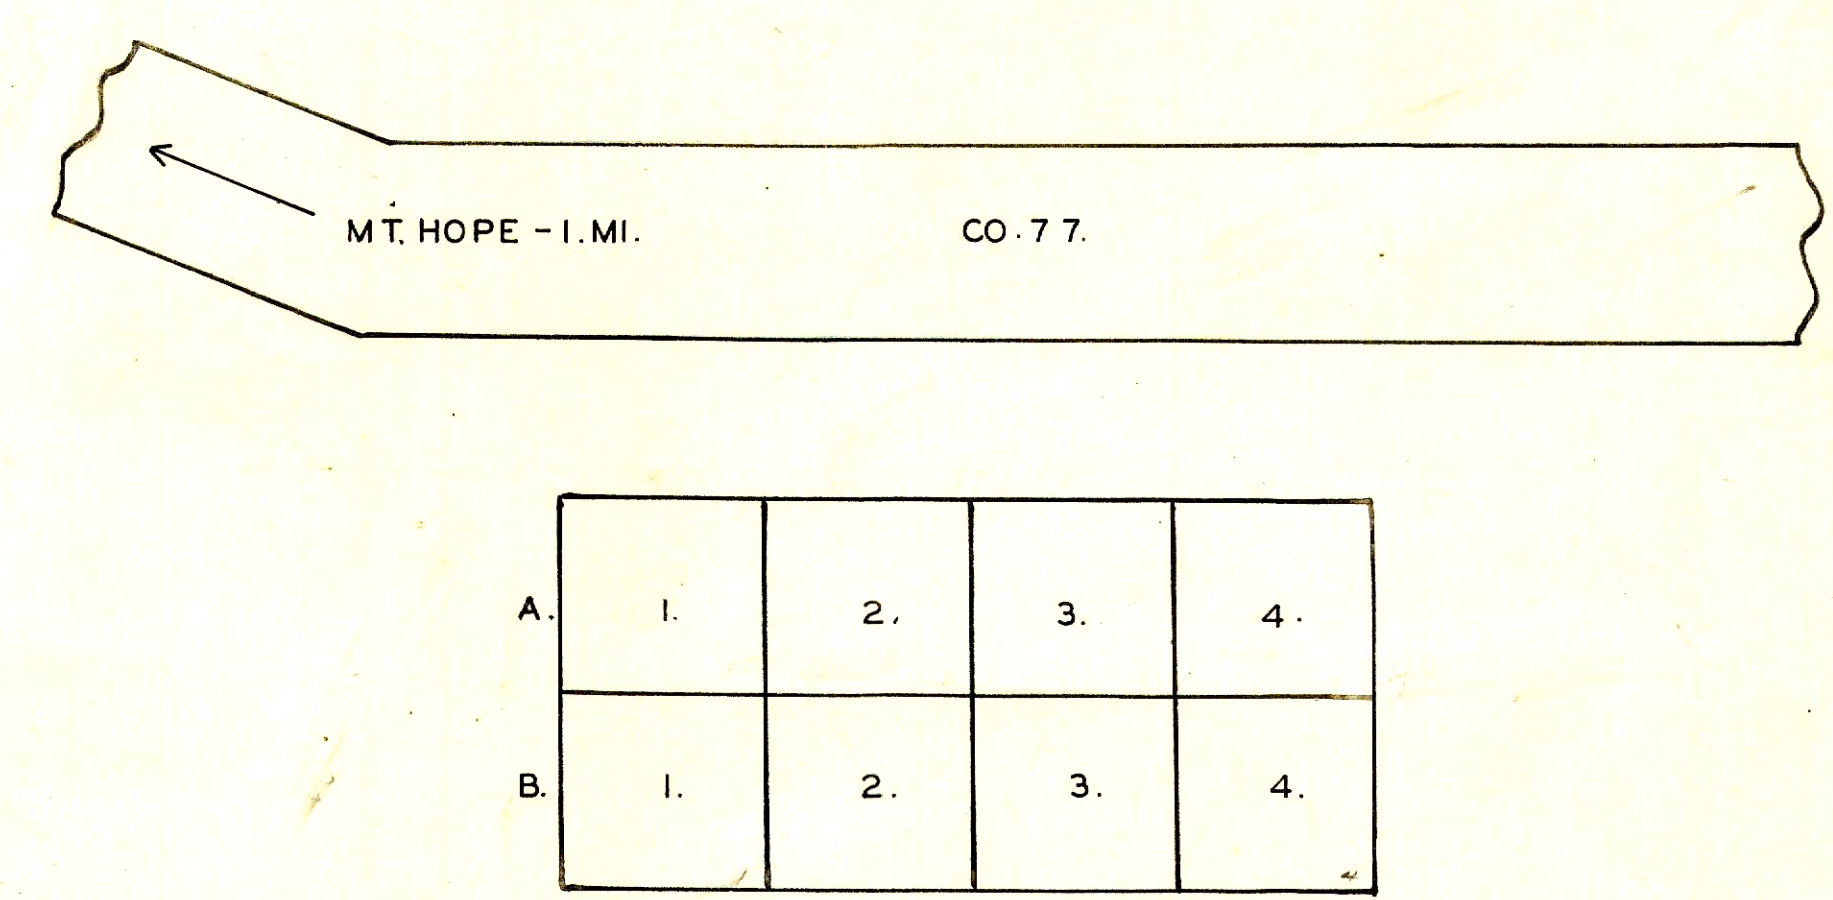 MT. HOPE - 1. MI.
CO. 77.
A. 1. 2. 3. 4.
B. 1. 2. 3. 4.